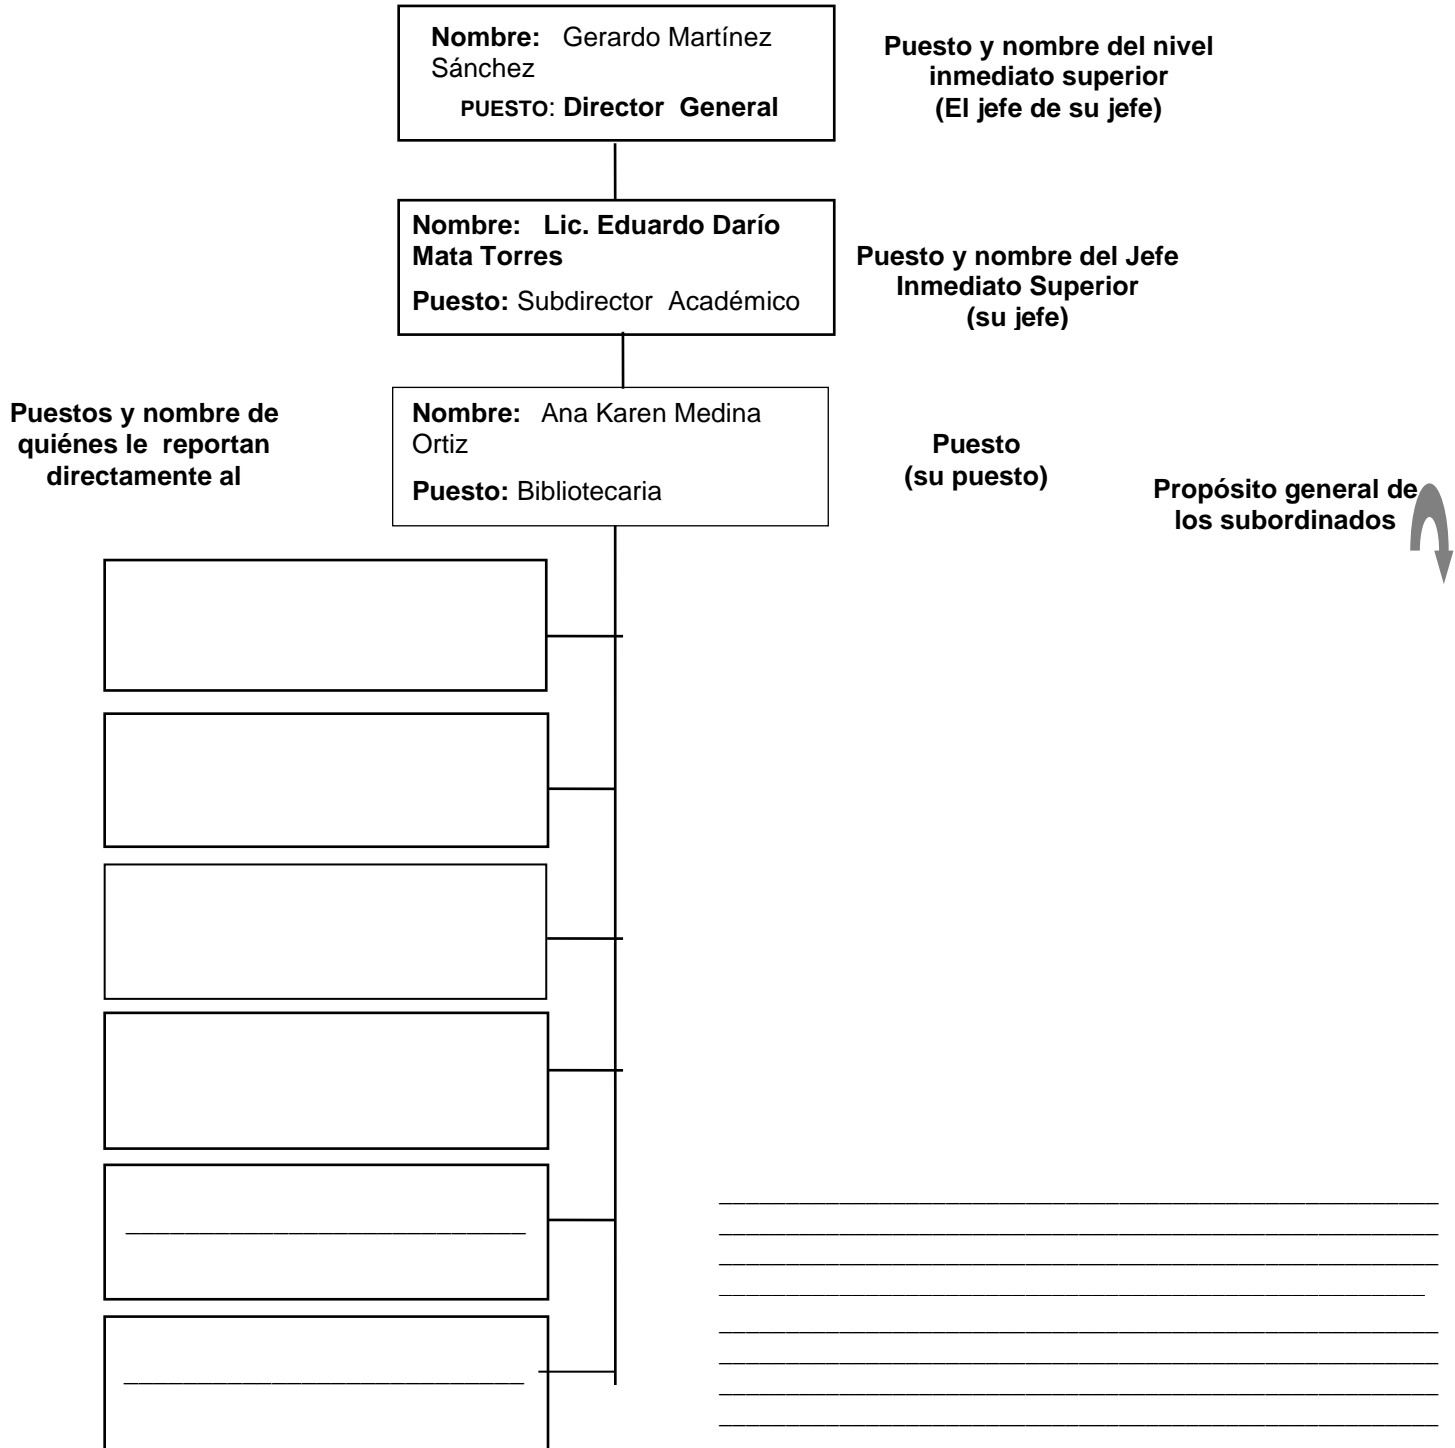 Nombre: Gerardo Martínez
Sánchez
PUESTO: Director General
Puesto y nombre del nivel
inmediato superior
(El jefe de su jefe)
Nombre: Lic. Eduardo Darío
Mata Torres
Puesto: Subdirector Académico
Puesto y nombre del Jefe
Inmediato Superior
(su jefe)
Puestos y nombre de
quiénes le reportan
directamente al
Nombre: Ana Karen Medina
Ortiz
Puesto: Bibliotecaria
Puesto
(su puesto)
Propósito general de
los subordinados